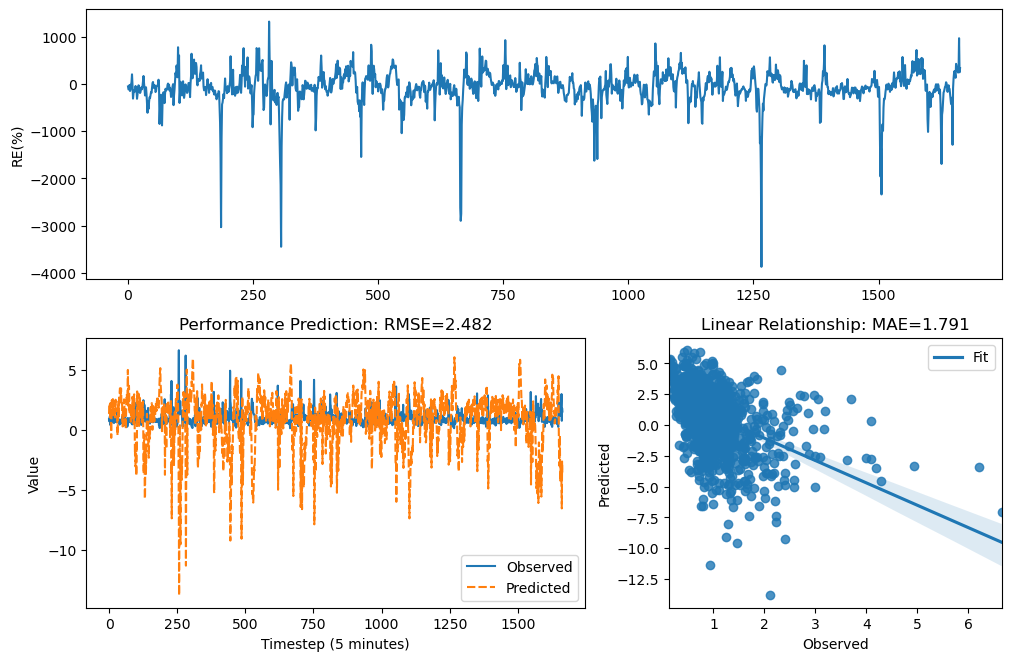 1000
0
−1000
−2000
−3000
−4000
RE(%)
0 250 500 750 1000 1250 1500
Performance Prediction: RMSE=2.482
5
0
−5
−10
Value
Observed
Predicted
0 250 500 750 1000 1250 1500
Timestep (5 minutes)
Linear Relationship: MAE=1.791
Fit
5.0
2.5
0.0
−2.5
−5.0
−7.5
−10.0
−12.5
Predicted
1 2 3 4 5 6
Observed